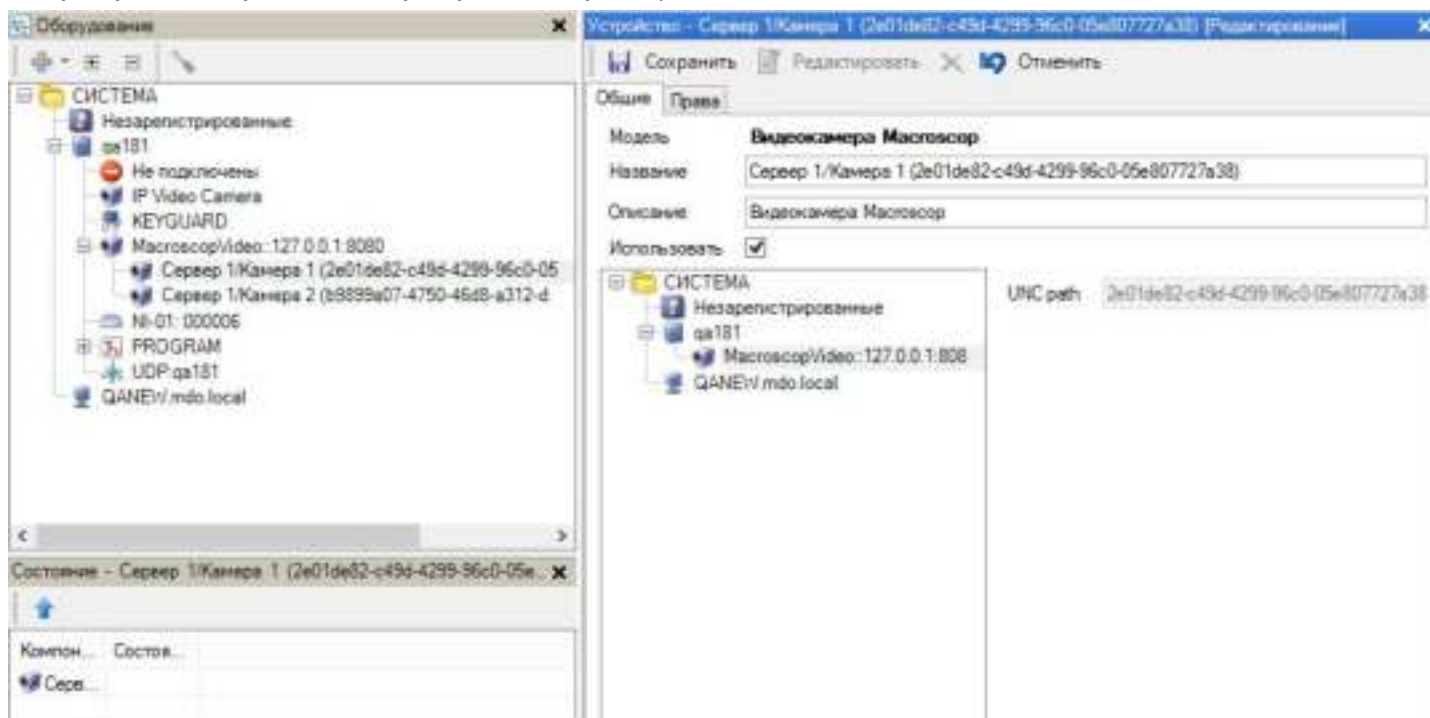 Оборудование
СИСТЕМА
Незарегистрированные
qa181
Не подключены
IP Video Camera
KEYGUARD
MacroscopVideo::127.0.0.1:8080
Сервер 1/Камера 1 (2e01de82-c49d-4299-96c0-05
Сервер 1/Камера 2 (b9899a07-4750-46d8-a312-d
NI-01: 000006
PROGRAM
UDP:qa181
QANEW.mdo.local
Состояние - Сервер 1/Камера 1 (2e01de82-c49d-4299-96c0-05e...
Компон... Состоя...
Серв...
Устройство - Сервер 1/Камера 1 (2e01de82-c49d-4299-96c0-05e807727a38) [Редактирование]
Сохранить Редактировать Отменить
Общие Права
Модель Видеокамера Macroscop
Название Сервер 1/Камера 1 (2e01de82-c49d-4299-96c0-05e807727a38)
Описание Видеокамера Macroscop
Использовать
СИСТЕМА
Незарегистрированные
qa181
MacroscopVideo::127.0.0.1:808
QANEW.mdo.local
UNC path 2e01de82-c49d-4299-96c0-05e807727a38